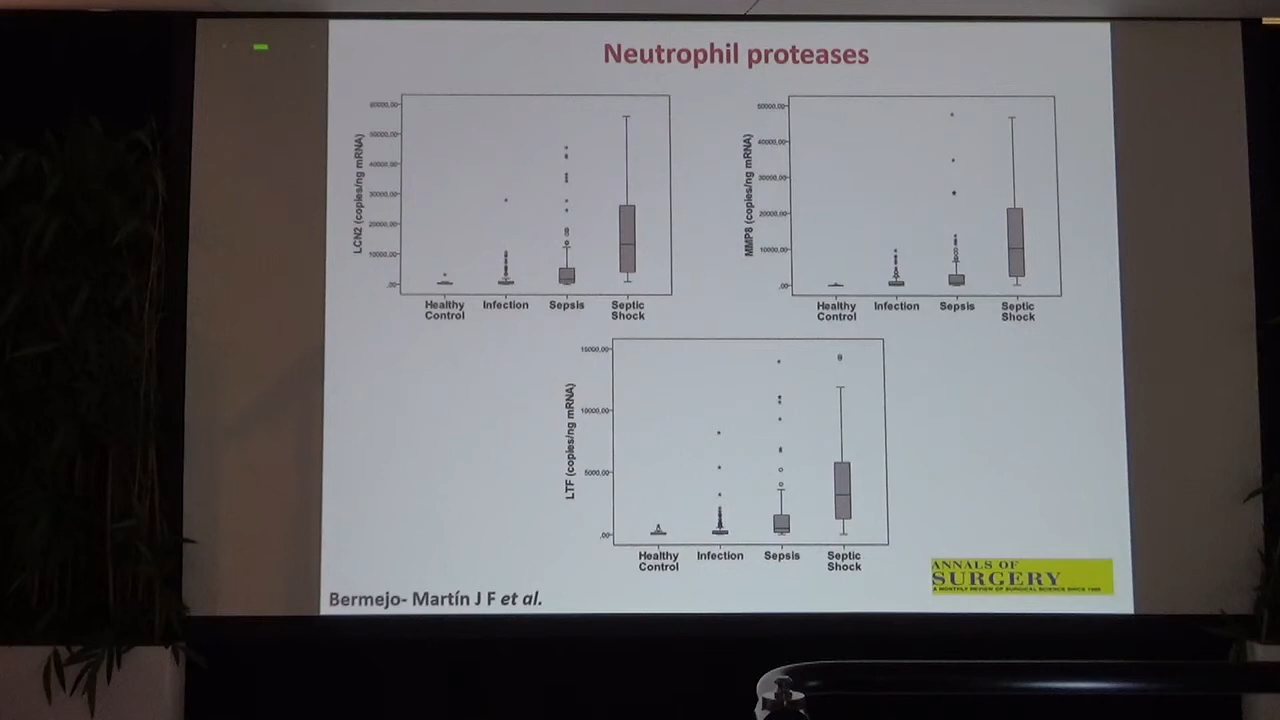 Neutrophil proteases
LCN2 (copies/ng mRNA)
60000,00
50000,00
40000,00
30000,00
20000,00
10000,00
,00
Healthy Control
Infection
Sepsis
Septic Shock
MMP8 (copies/ng mRNA)
50000,00
40000,00
30000,00
20000,00
10000,00
,00
Healthy Control
Infection
Sepsis
Septic Shock
LTF (copies/ng mRNA)
15000,00
10000,00
5000,00
,00
Healthy Control
Infection
Sepsis
Septic Shock
Bermejo- Martín J F et al.
ANNALS OF
SURGERY
A MONTHLY REVIEW OF SURGICAL SCIENCE SINCE